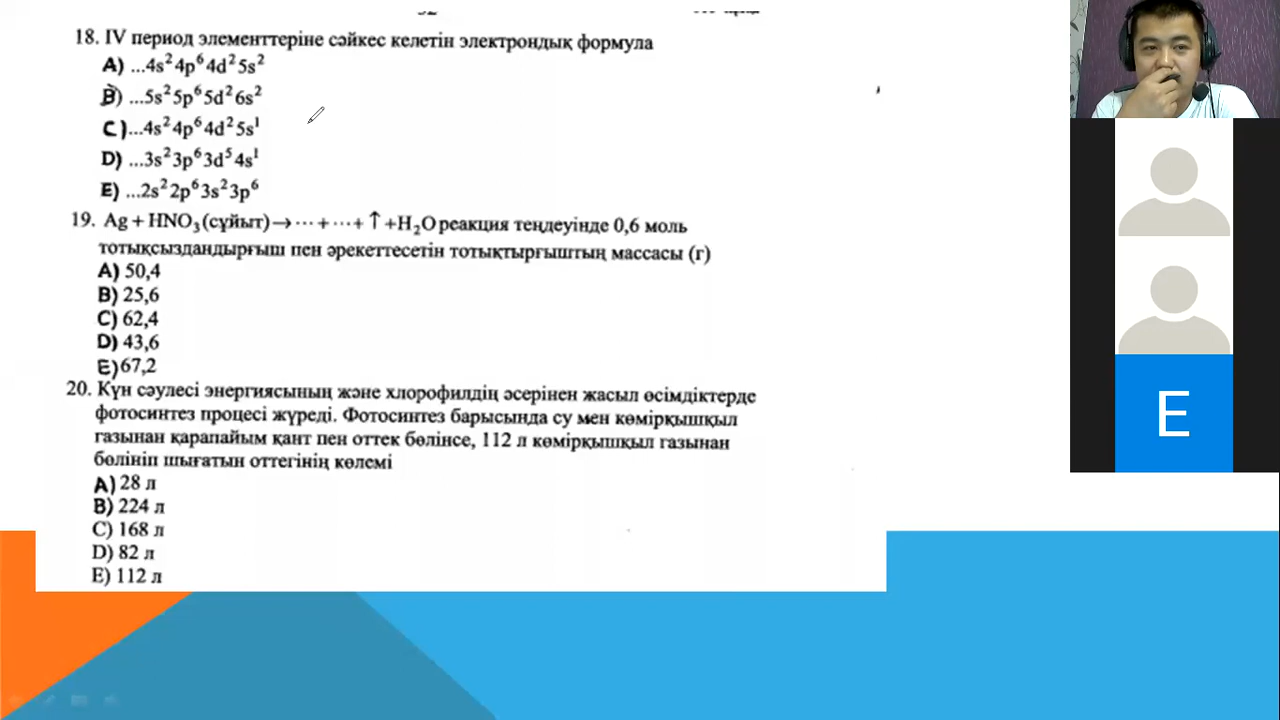 18. IV период элементтеріне сәйкес келетін электрондық формула
A) ...4s²4p⁶4d²5s²
B) ...5s²5p⁶5d²6s²
C) ...4s²4p⁶4d²5s¹
D) ...3s²3p⁶3d⁵4s¹
E) ...2s²2p⁶3s²3p⁶
19. Ag + HNO₃(сұйыт)→ ··· + ··· + ↑ +H₂O реакция теңдеуінде 0,6 моль
тотықсыздандырғыш пен әрекеттесетін тотықтырғыштың массасы (г)
A) 50,4
B) 25,6
C) 62,4
D) 43,6
E) 67,2
20. Күн сәулесі энергиясының және хлорофилдің әсерінен жасыл өсімдіктерде
фотосинтез процесі жүреді. Фотосинтез барысында су мен көмірқышқыл
газынан қарапайым қант пен оттек бөлінсе, 112 л көмірқышқыл газынан
бөлініп шығатын оттегінің көлемі
A) 28 л
B) 224 л
C) 168 л
D) 82 л
E) 112 л
E